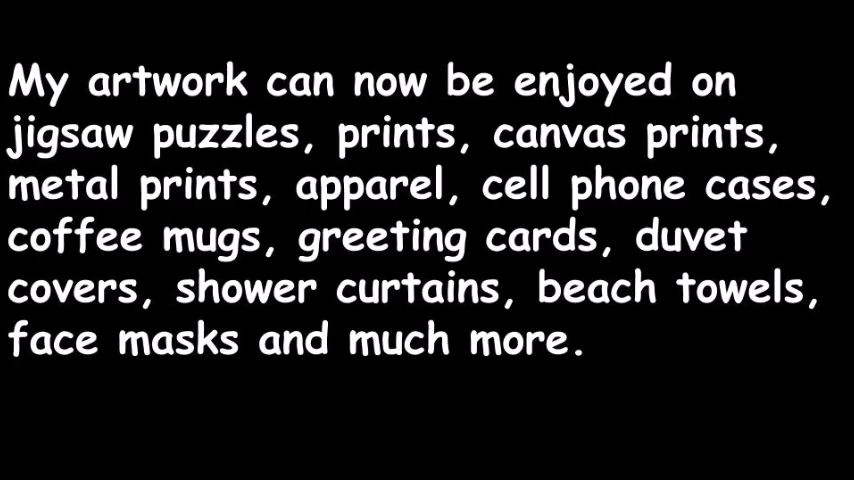 My artwork can now be enjoyed on
jigsaw puzzles, prints, canvas prints,
metal prints, apparel, cell phone cases,
coffee mugs, greeting cards, duvet
covers, shower curtains, beach towels,
face masks and much more.